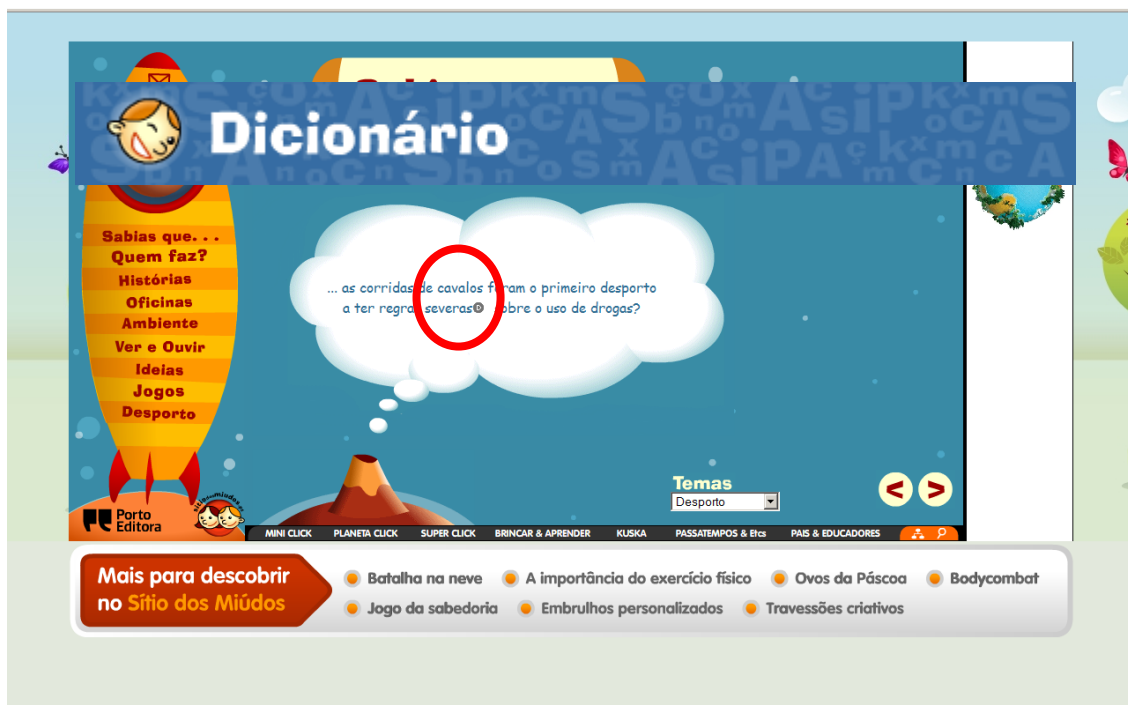 Dicionário
Sabias que. . .
Quem faz?
Histórias
Oficinas
Ambiente
Ver e Ouvir
Ideias
Jogos
Desporto
... as corridas de cavalos foram o primeiro desporto
a ter regras severas D sobre o uso de drogas?
Temas
Desporto
< >
Porto
Editora
MINI CLICK PLANETA CLICK SUPER CLICK BRINCAR & APRENDER KUSKA PASSATEMPOS & Etcs PAIS & EDUCADORES
Mais para descobrir
no Sítio dos Miúdos
Batalha na neve A importância do exercício físico Ovos da Páscoa Bodycombat
Jogo da sabedoria Embrulhos personalizados Travessões criativos